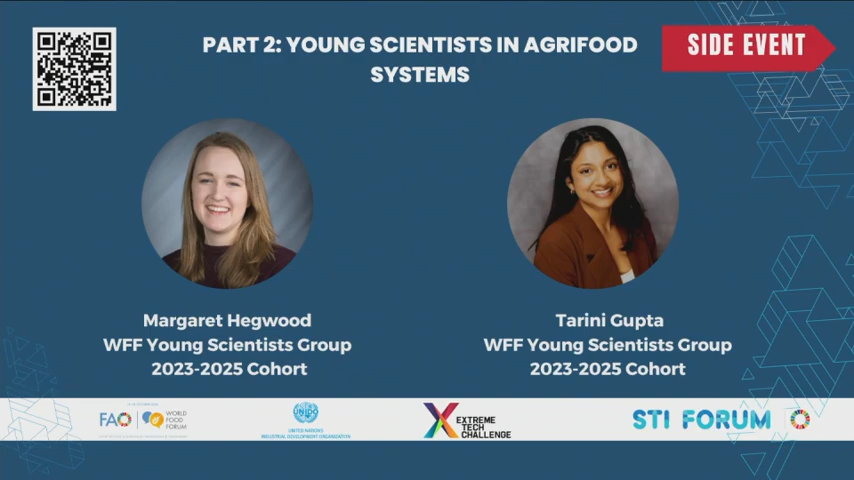 PART 2: YOUNG SCIENTISTS IN AGRIFOOD
SYSTEMS
SIDE EVENT
Margaret Hegwood
WFF Young Scientists Group
2023-2025 Cohort
Tarini Gupta
WFF Young Scientists Group
2023-2025 Cohort
FAO
WORLD
FOOD
FORUM
UNIDO
UNITED NATIONS
INDUSTRIAL DEVELOPMENT ORGANIZATION
EXTREME
TECH
CHALLENGE
STI FORUM